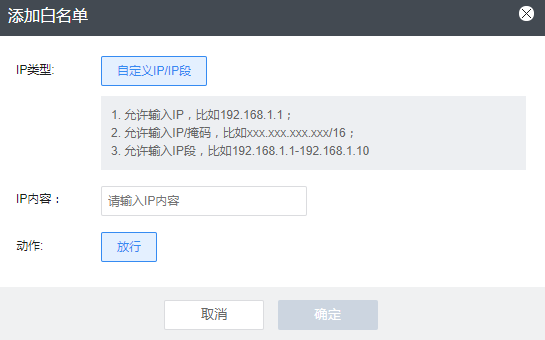 添加白名单
IP类型:
自定义IP/IP段
1. 允许输入IP，比如192.168.1.1；
2. 允许输入IP/掩码，比如xxx.xxx.xxx.xxx/16；
3. 允许输入IP段，比如192.168.1.1-192.168.1.10
IP内容：
请输入IP内容
动作:
放行
取消
确定